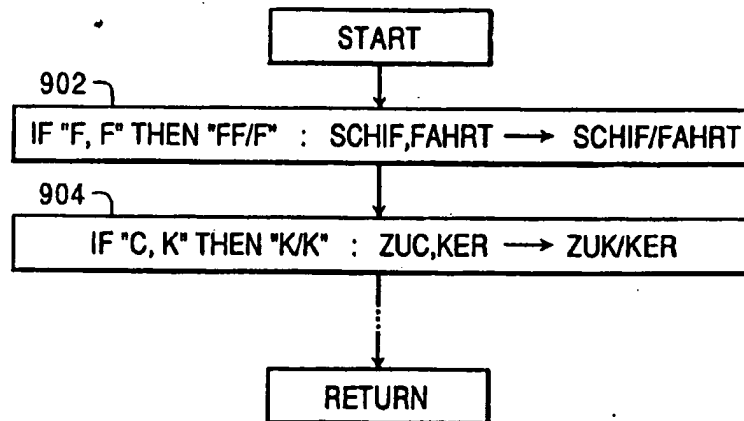 START
902
IF "F, F" THEN "FF/F" : SCHIF,FAHRT → SCHIF/FAHRT
904
IF "C, K" THEN "K/K" : ZUC,KER → ZUK/KER
RETURN